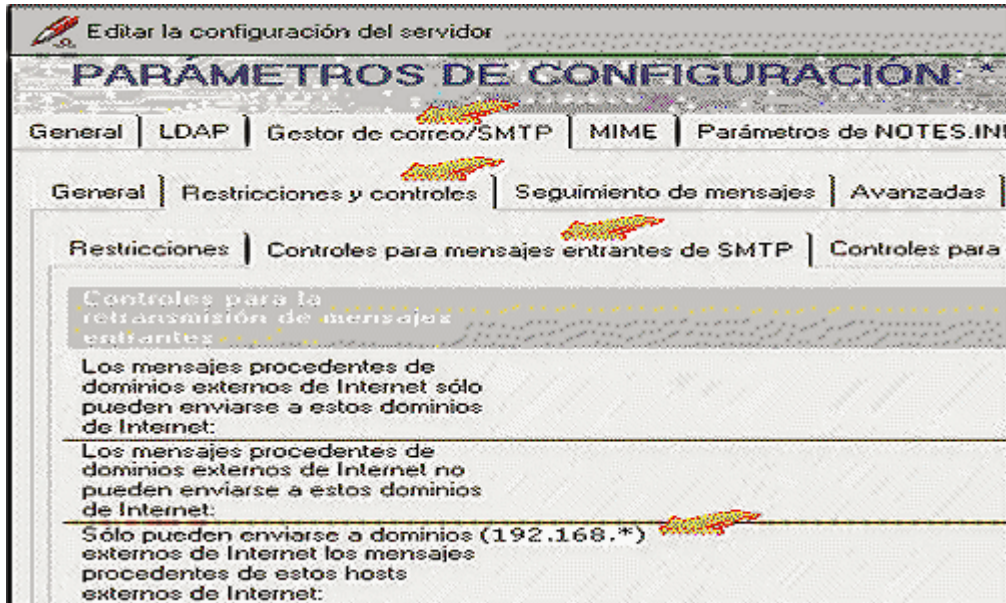 Editar la configuración del servidor
PARÁMETROS DE CONFIGURACIÓN: *
General LDAP Gestor de correo/SMTP MIME Parámetros de NOTES.INI
General Restricciones y controles Seguimiento de mensajes Avanzadas
Restricciones Controles para mensajes entrantes de SMTP Controles para
Controles para la
retransmisión de mensajes
entrantes
Los mensajes procedentes de
dominios externos de Internet sólo
pueden enviarse a estos dominios
de Internet:
Los mensajes procedentes de
dominios externos de Internet no
pueden enviarse a estos dominios
de Internet:
Sólo pueden enviarse a dominios (192.168.*)
externos de Internet los mensajes
procedentes de estos hosts
externos de Internet: